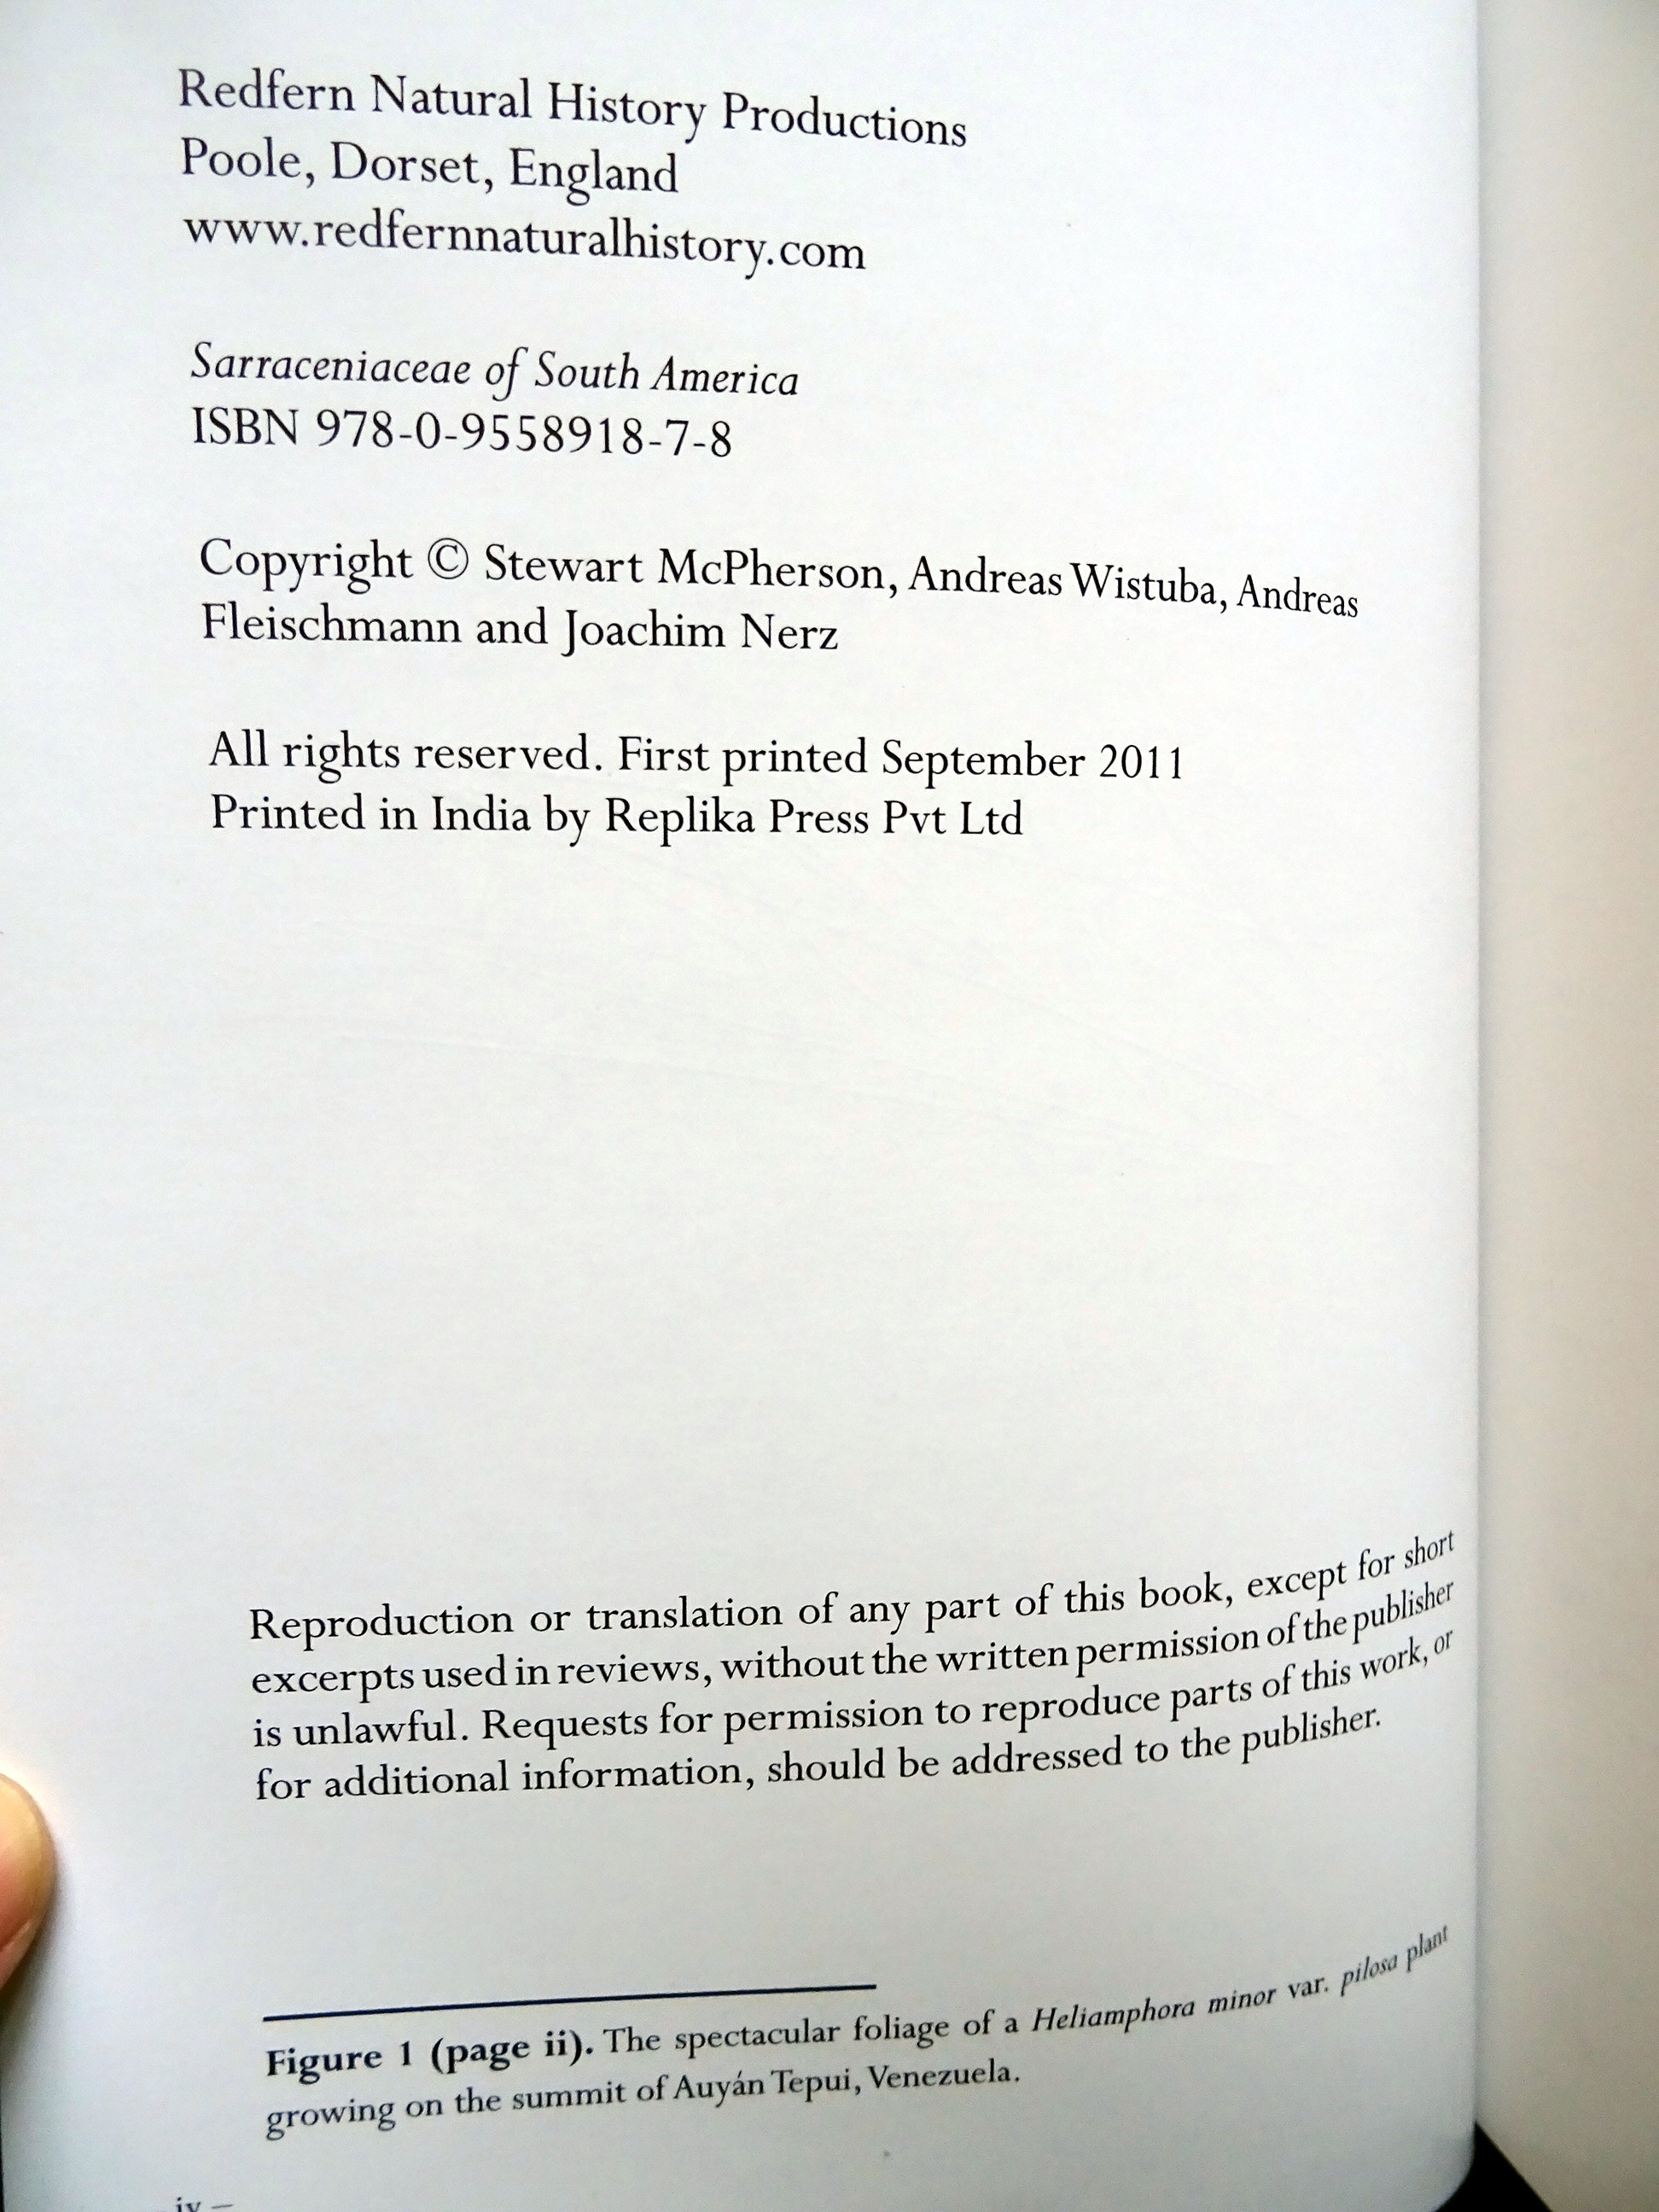 Redfern Natural History Productions
Poole, Dorset, England
www.redfernnaturalhistory.com
Sarraceniaceae of South America
ISBN 978-0-9558918-7-8
Copyright © Stewart McPherson, Andreas Wistuba, Andreas
Fleischmann and Joachim Nerz
All rights reserved. First printed September 2011
Printed in India by Replika Press Pvt Ltd
Reproduction or translation of any part of this book, except for short
excerpts used in reviews, without the written permission of the publisher
is unlawful. Requests for permission to reproduce parts of this work, or
for additional information, should be addressed to the publisher.
Figure 1 (page ii). The spectacular foliage of a Heliamphora minor var. pilosa plant
growing on the summit of Auyán Tepui, Venezuela.
iv –